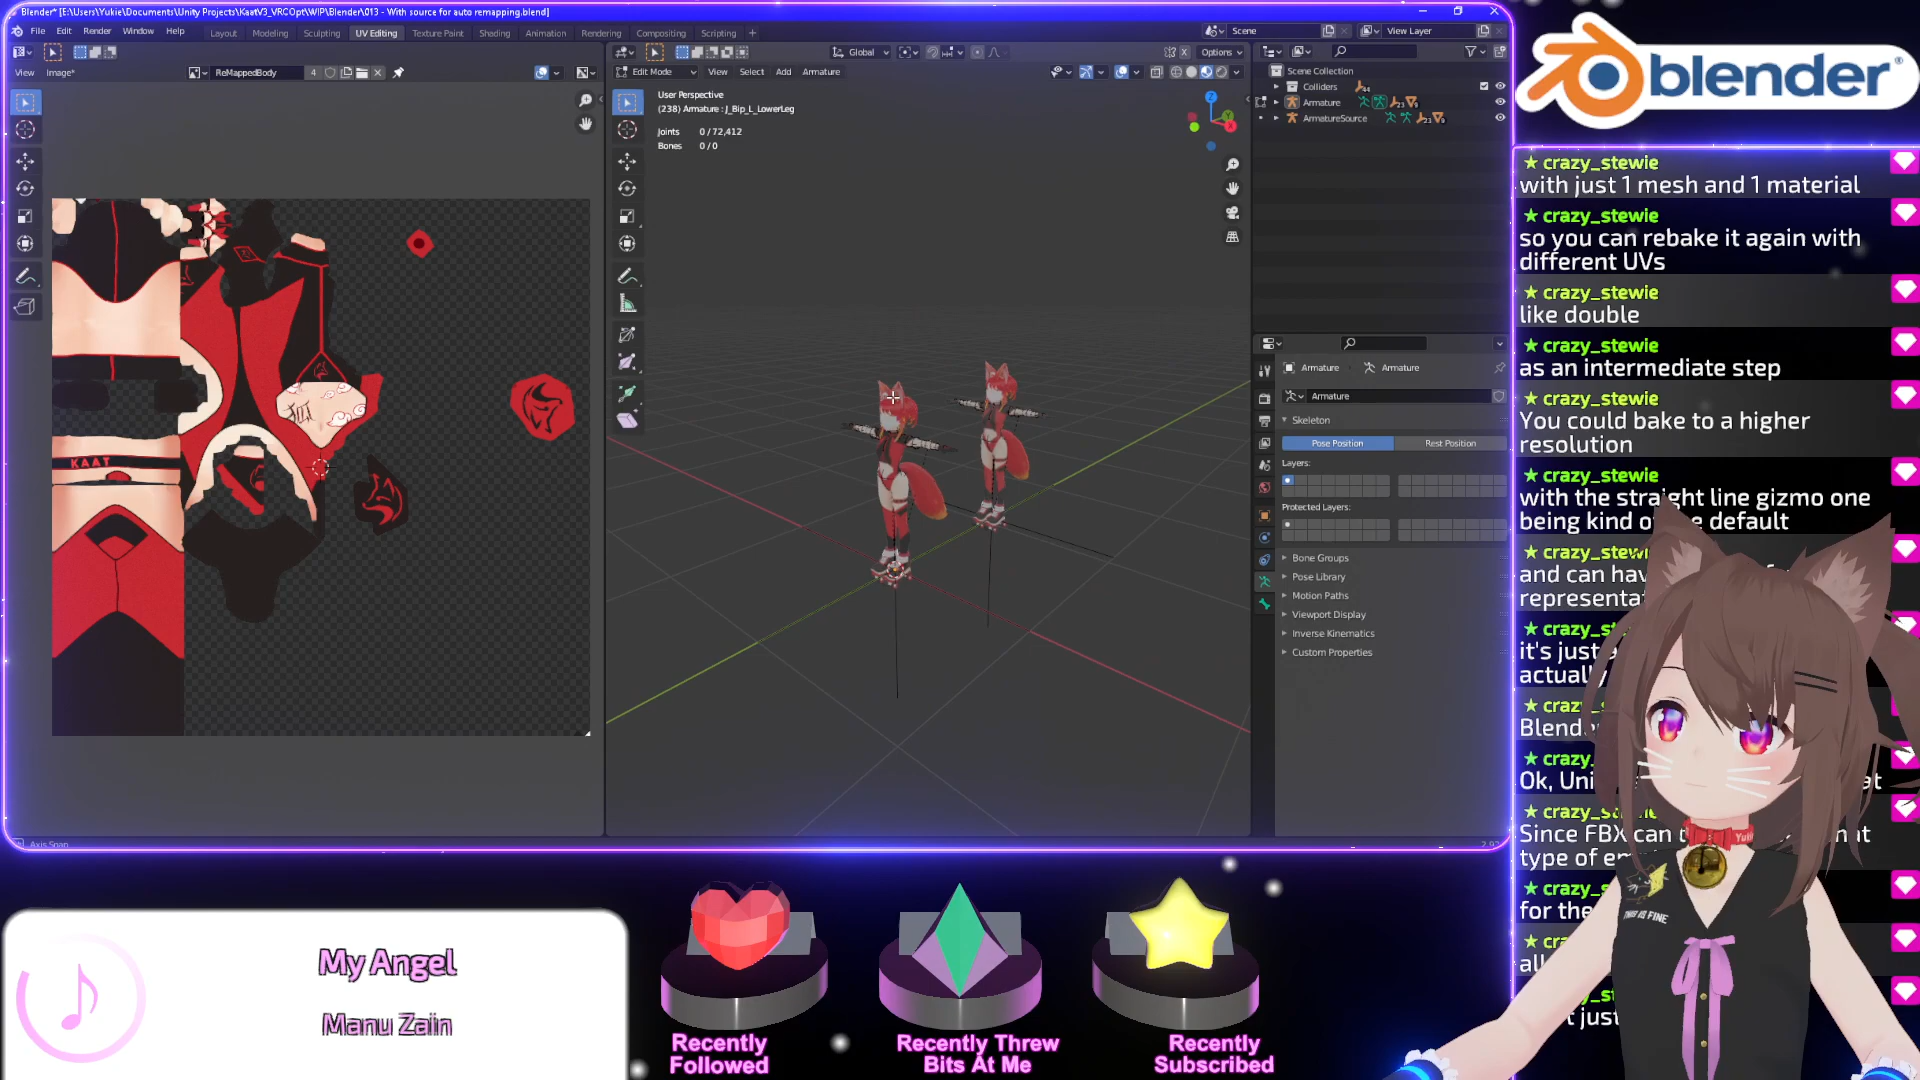 Blender* [E:\Users\Yukie\Documents\Unity Projects\KaatV3_VRCOpt\WIP\Blender\013 - With source for auto remapping.blend]
File Edit Render Window Help
Layout Modeling Sculpting UV Editing Texture Paint Shading Animation Rendering Compositing Scripting +
Scene
View Layer
Global
Options
View Image*
ReMappedBody
4
Edit Mode
View Select Add Armature
User Perspective
(238) Armature : J_Bip_L_LowerLeg
Joints 0 / 72,412
Bones 0 / 0
Scene Collection
Colliders
Armature
ArmatureSource
Armature
Armature
Armature
Skeleton
Pose Position
Rest Position
Layers:
Protected Layers:
Bone Groups
Pose Library
Motion Paths
Viewport Display
Inverse Kinematics
Custom Properties
KAAT
Axis Snap
blender
crazy_stewie
with just 1 mesh and 1 material
crazy_stewie
so you can rebake it again with
different UVs
crazy_stewie
like double
crazy_stewie
as an intermediate step
crazy_stewie
You could bake to a higher
resolution
crazy_stewie
with the straight line gizmo one
being kind
default
and can
it's just
actually
Ok,
Since FBX can
type of
for the
just
THIS IS FINE
My Angel
Manu Zain
Recently
Followed
Recently Threw
Bits At Me
Recently
Subscribed